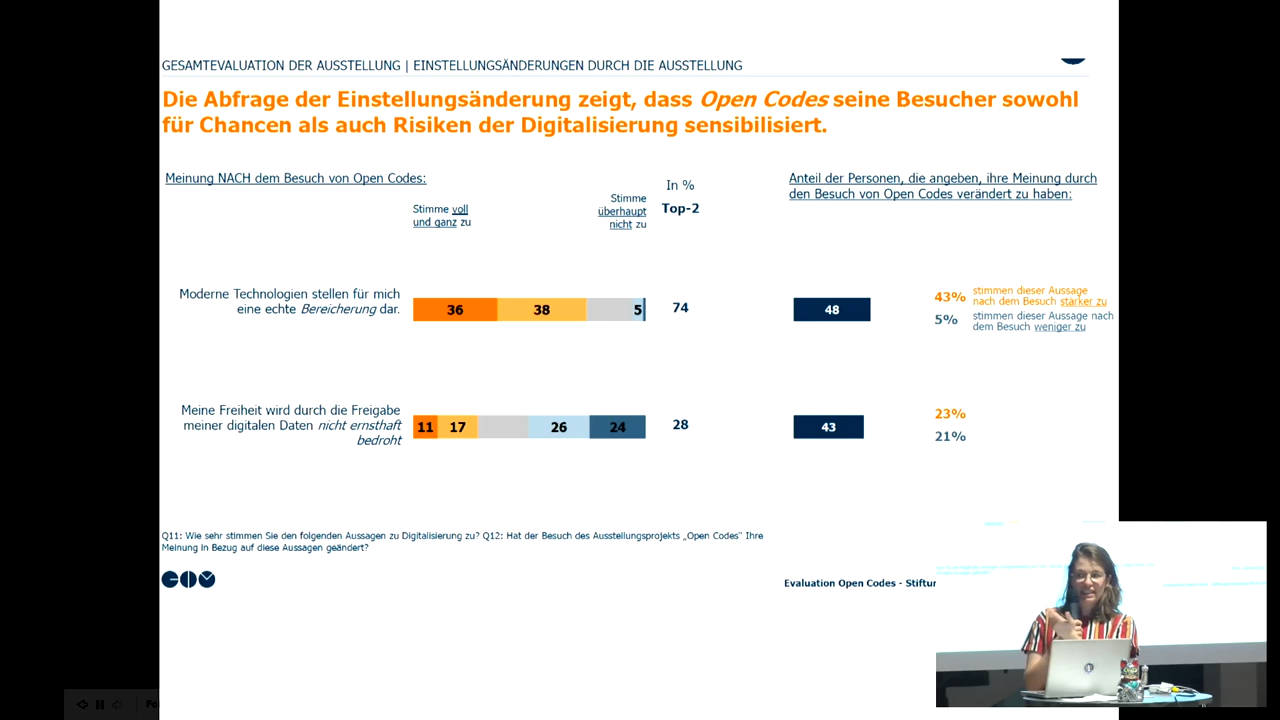 GESAMTEVALUATION DER AUSSTELLUNG | EINSTELLUNGSÄNDERUNGEN DURCH DIE AUSSTELLUNG
Die Abfrage der Einstellungsänderung zeigt, dass Open Codes seine Besucher sowohl
für Chancen als auch Risiken der Digitalisierung sensibilisiert.
Meinung NACH dem Besuch von Open Codes:
Stimme voll
und ganz zu
Stimme
überhaupt
nicht zu
In %
Top-2
Anteil der Personen, die angeben, ihre Meinung durch
den Besuch von Open Codes verändert zu haben:
Moderne Technologien stellen für mich
eine echte Bereicherung dar.
36 38 5
74
48
43% stimmen dieser Aussage
nach dem Besuch stärker zu
5% stimmen dieser Aussage nach
dem Besuch weniger zu
Meine Freiheit wird durch die Freigabe
meiner digitalen Daten nicht ernsthaft
bedroht
11 17 26 24
28
43
23%
21%
Q11: Wie sehr stimmen Sie den folgenden Aussagen zu Digitalisierung zu? Q12: Hat der Besuch des Ausstellungsprojekts „Open Codes" Ihre
Meinung in Bezug auf diese Aussagen geändert?
Evaluation Open Codes - Stiftur
Fo